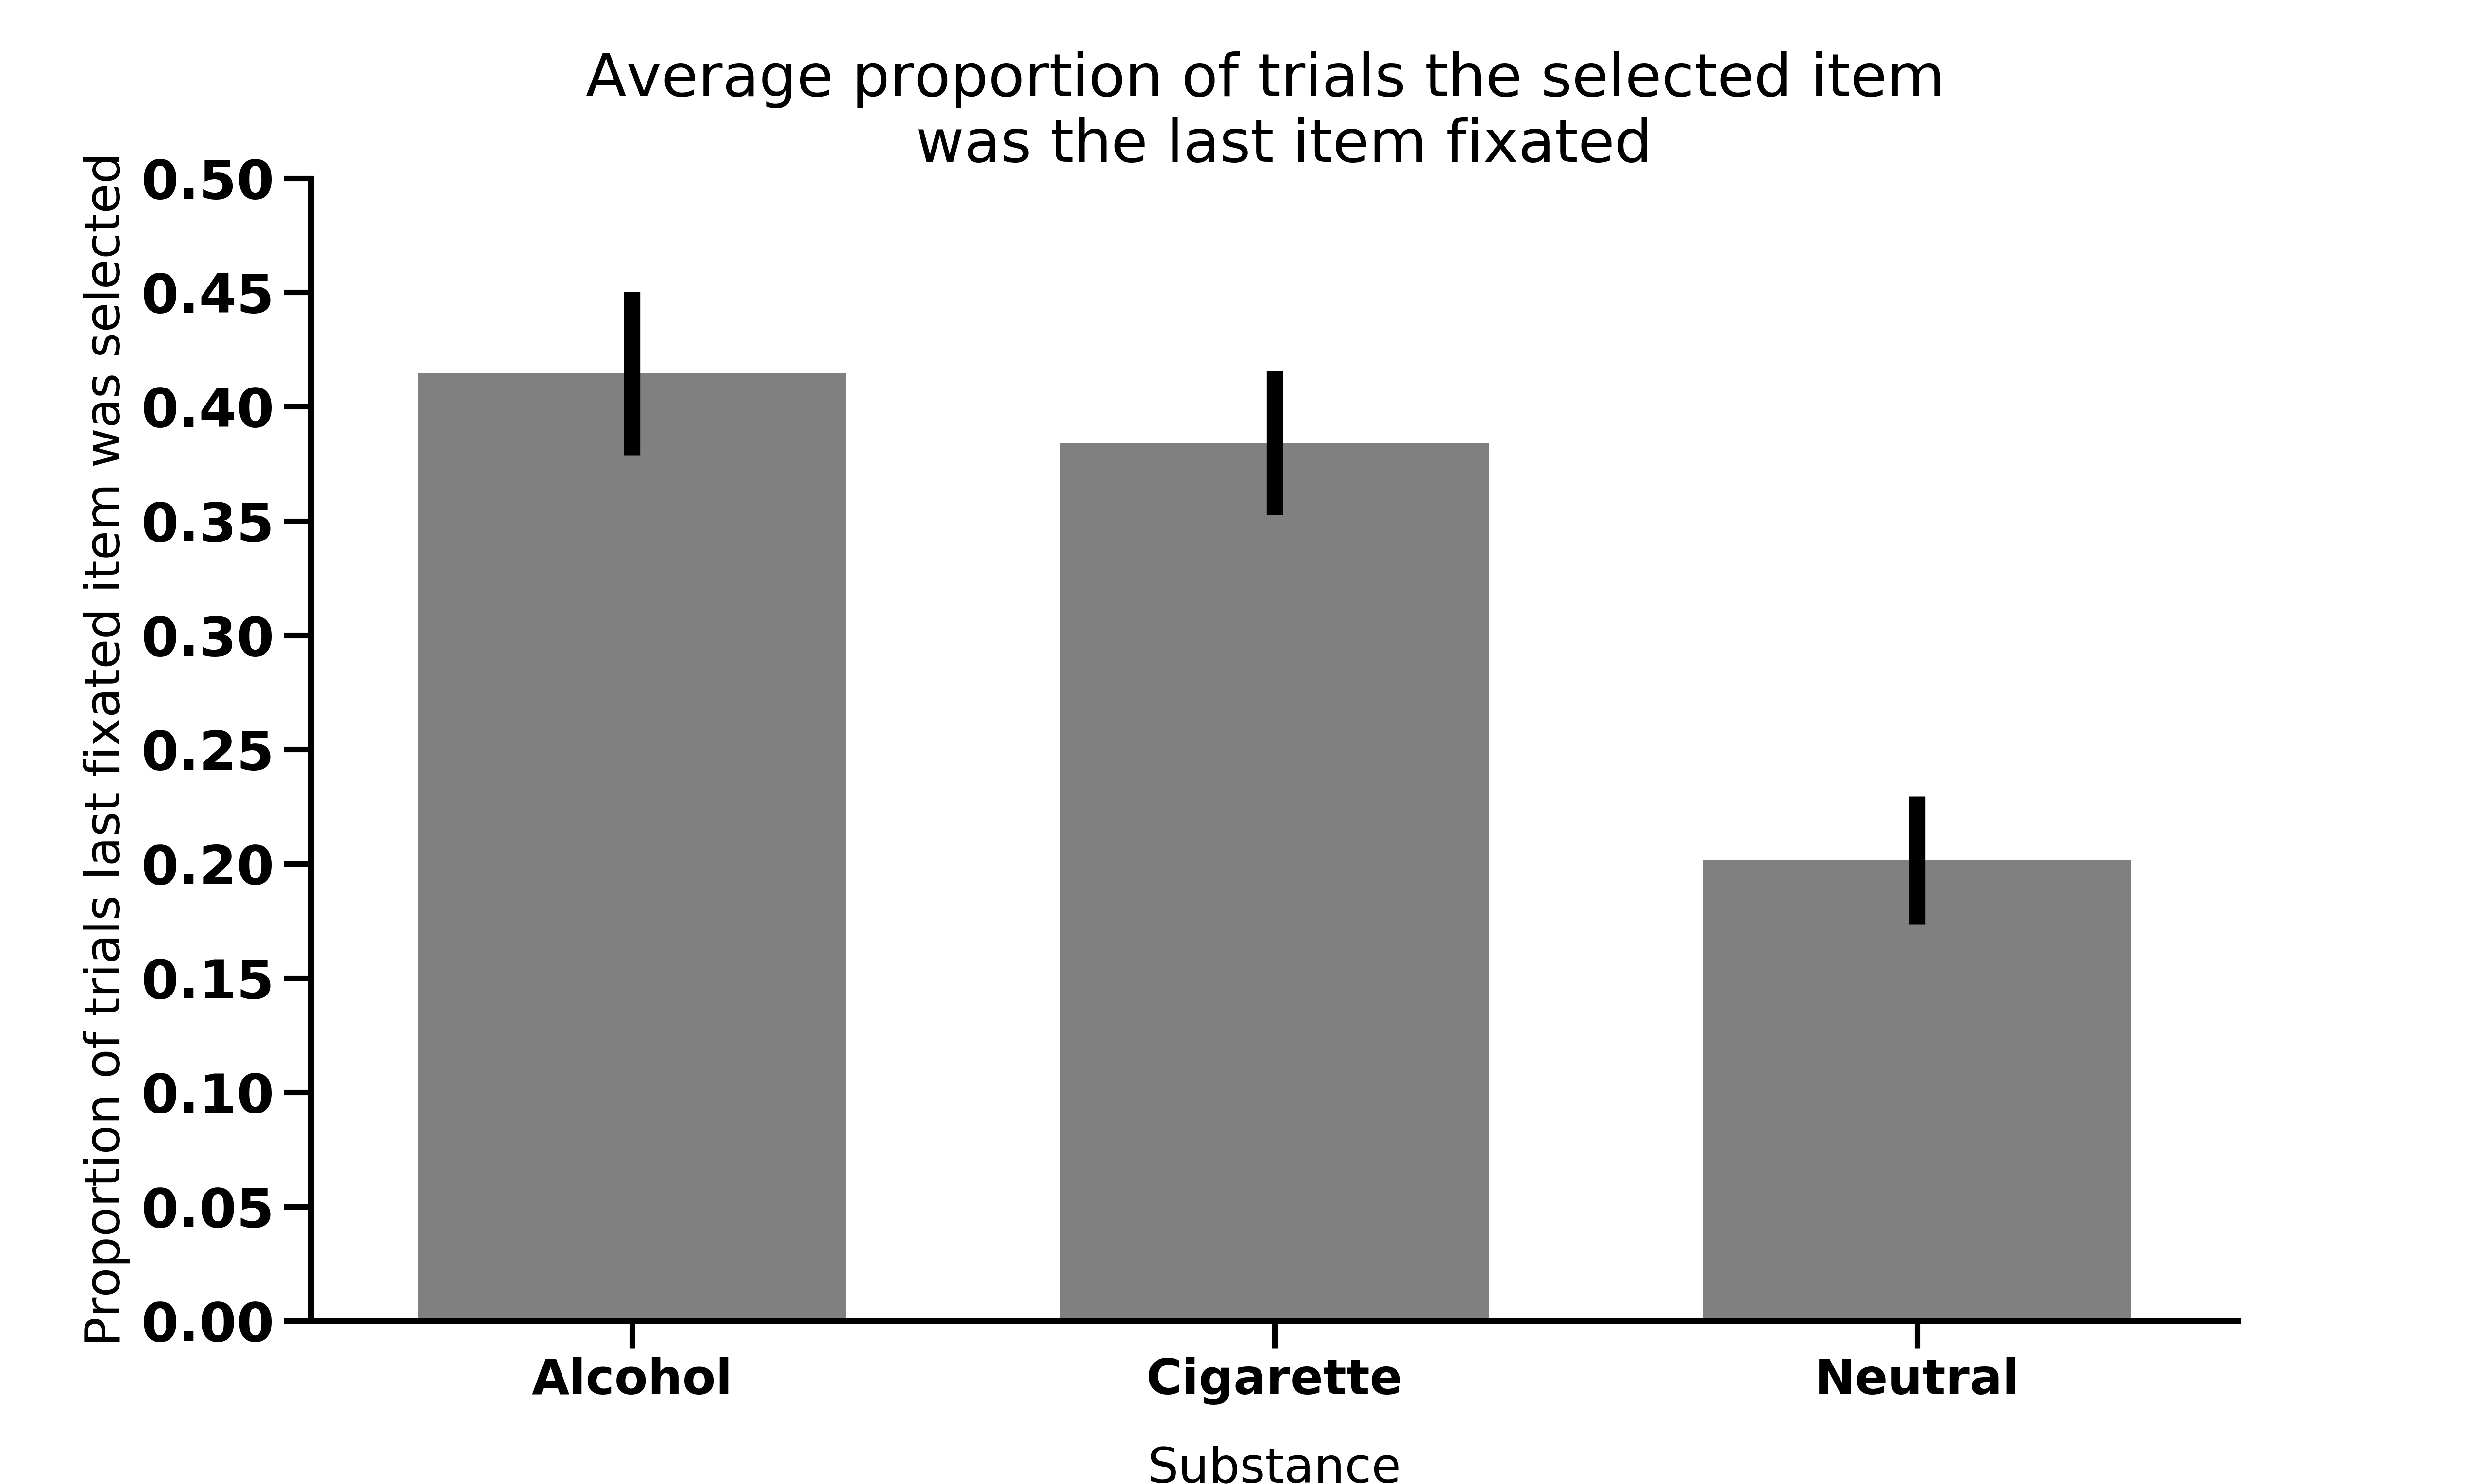 Average proportion of trials the selected item
was the last item fixated
Proportion of trials last fixated item was selected
0.50
0.45
0.40
0.35
0.30
0.25
0.20
0.15
0.10
0.05
0.00
Alcohol
Cigarette
Neutral
Substance